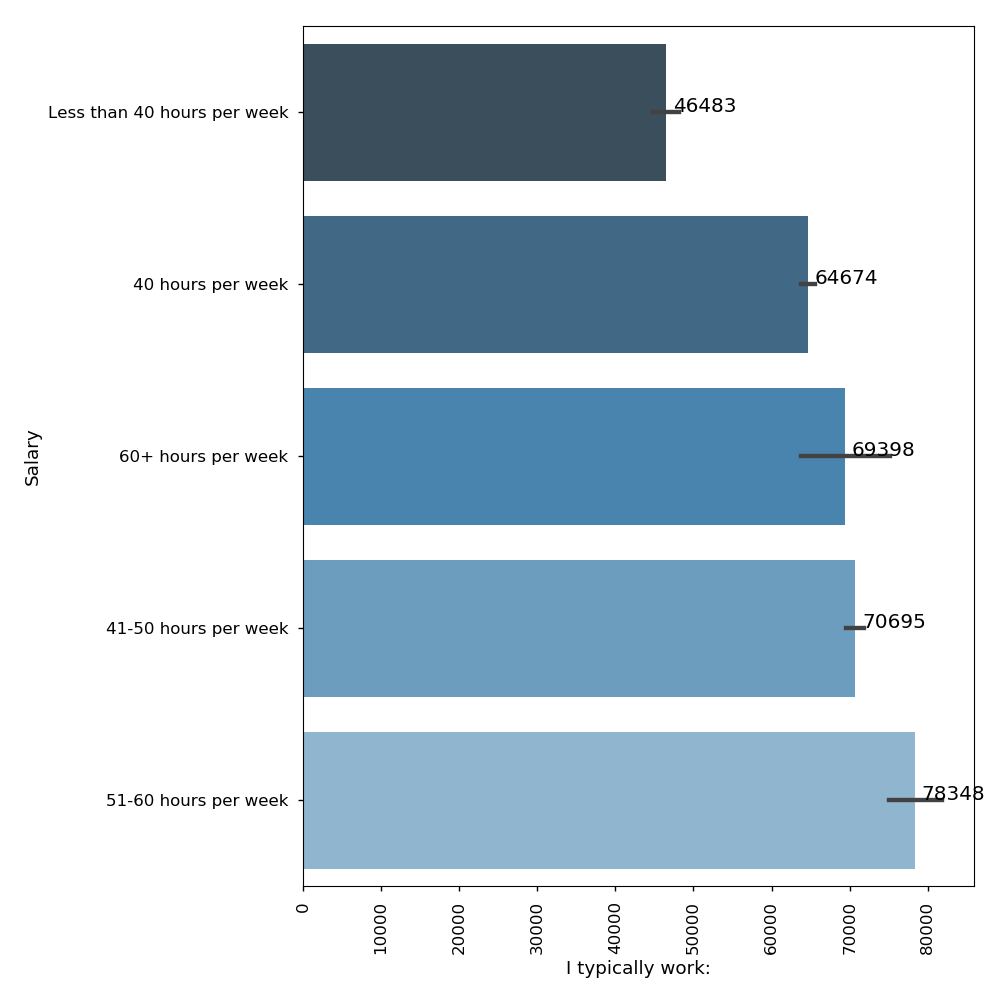 Less than 40 hours per week
46483
40 hours per week
64674
60+ hours per week
69398
Salary
41-50 hours per week
70695
51-60 hours per week
78348
0
10000
20000
30000
40000
50000
60000
70000
80000
I typically work: